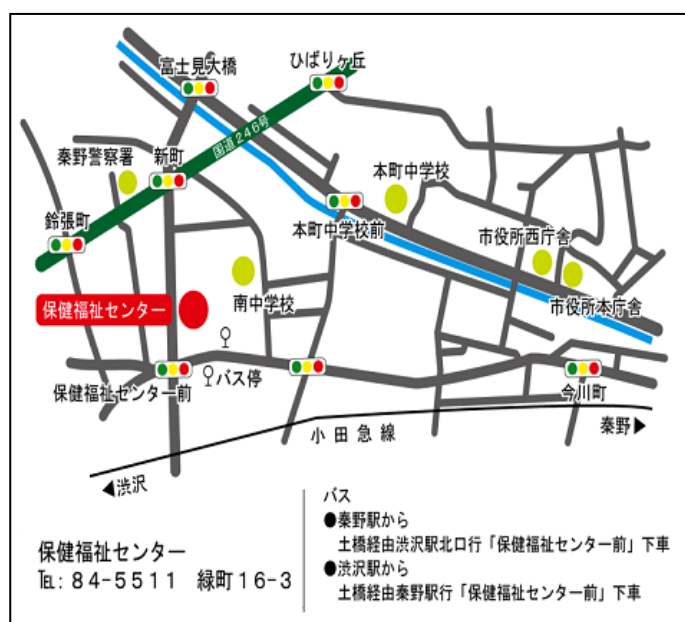 富士見大橋
ひばりヶ丘
国道246号
秦野警察署
新町
本町中学校
鈴張町
本町中学校前
市役所西庁舎
市役所本庁舎
保健福祉センター
南中学校
保健福祉センター前
バス停
今川町
小田急線
秦野▶
◀渋沢
保健福祉センター
℡:84-5511 緑町16-3
バス
●秦野駅から
土橋経由渋沢駅北口行「保健福祉センター前」下車
●渋沢駅から
土橋経由秦野駅行「保健福祉センター前」下車